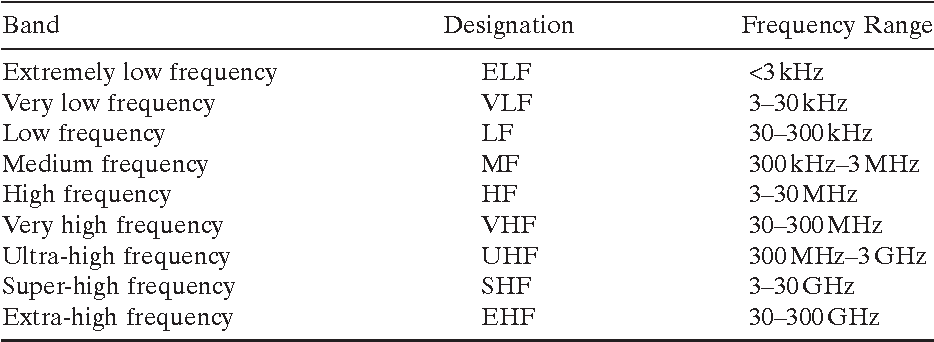 Band Designation Frequency Range
Extremely low frequency ELF <3 kHz
Very low frequency VLF 3–30 kHz
Low frequency LF 30–300 kHz
Medium frequency MF 300 kHz–3 MHz
High frequency HF 3–30 MHz
Very high frequency VHF 30–300 MHz
Ultra-high frequency UHF 300 MHz–3 GHz
Super-high frequency SHF 3–30 GHz
Extra-high frequency EHF 30–300 GHz